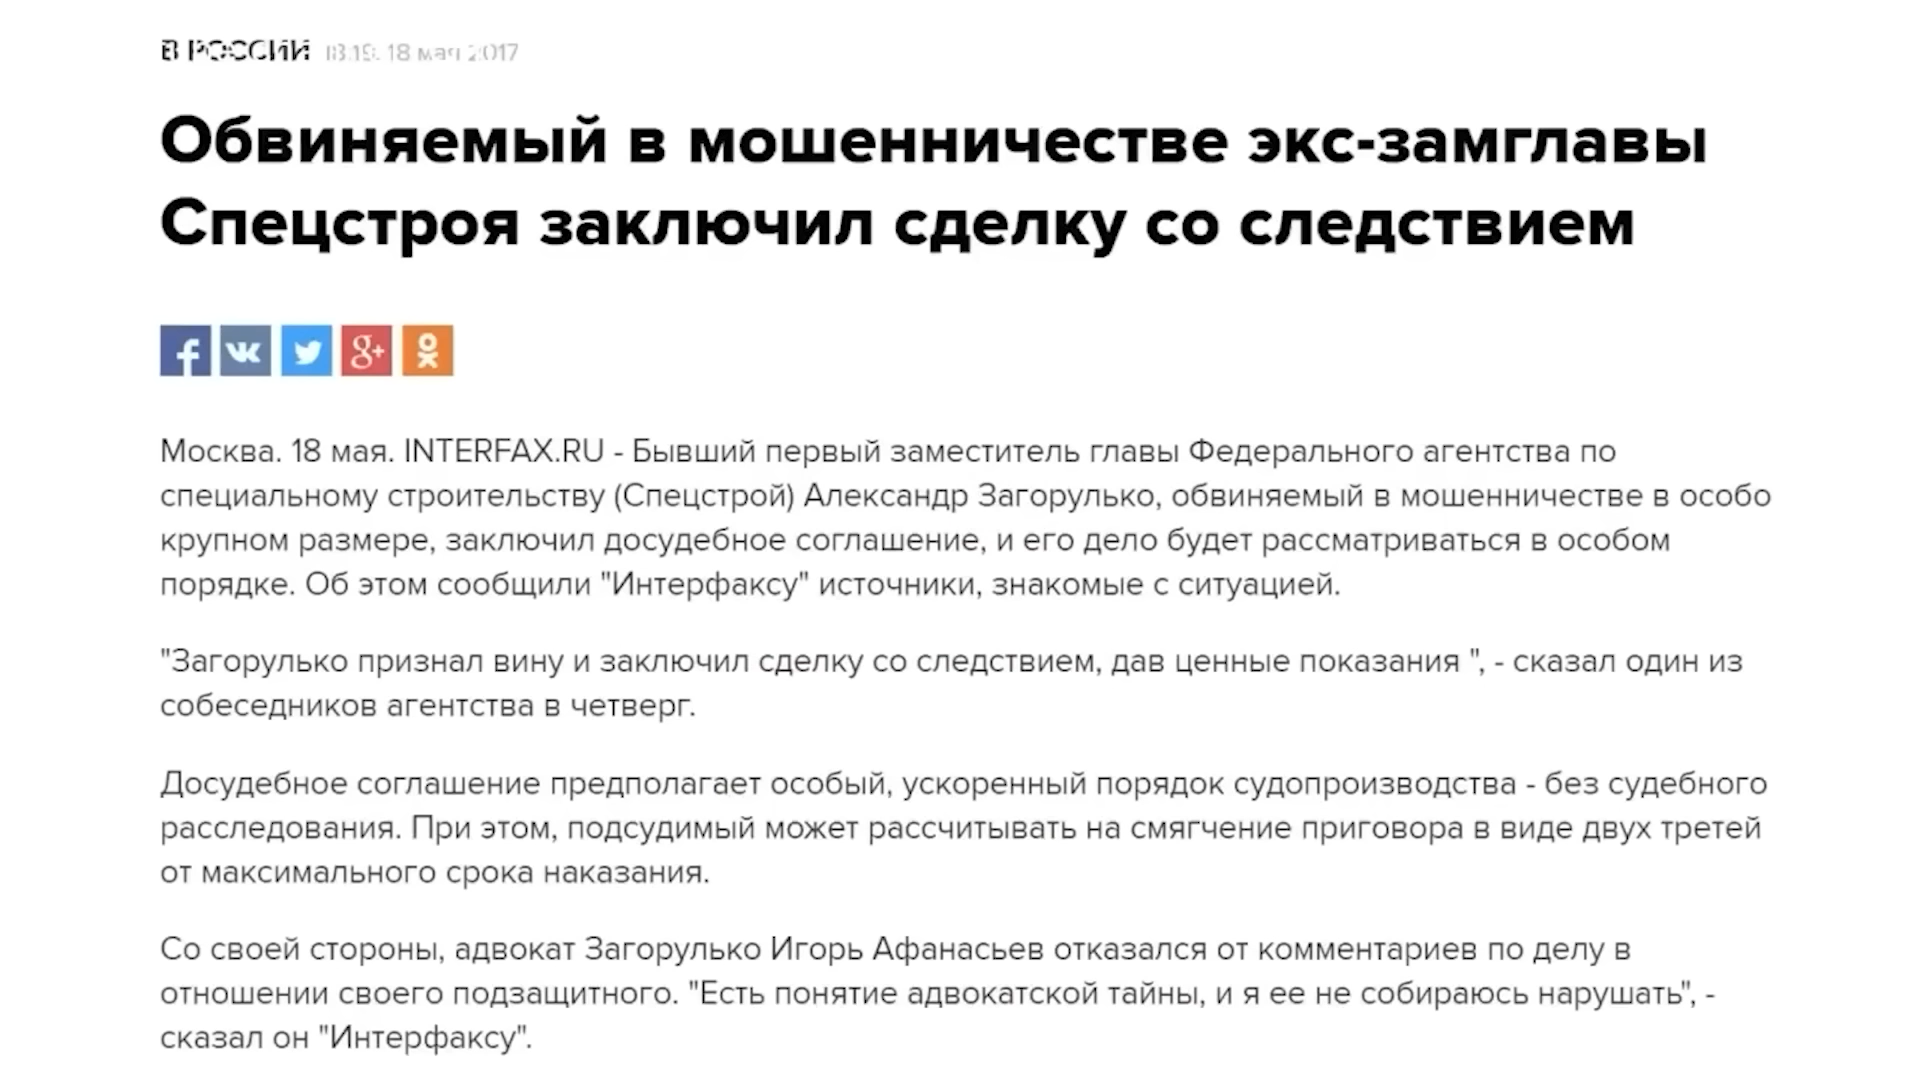 В РОССИИ 18:19, 18 мая 2017
Обвиняемый в мошенничестве экс-замглавы
Спецстроя заключил сделку со следствием
Москва. 18 мая. INTERFAX.RU - Бывший первый заместитель главы Федерального агентства по
специальному строительству (Спецстрой) Александр Загорулько, обвиняемый в мошенничестве в особо
крупном размере, заключил досудебное соглашение, и его дело будет рассматриваться в особом
порядке. Об этом сообщили "Интерфаксу" источники, знакомые с ситуацией.
"Загорулько признал вину и заключил сделку со следствием, дав ценные показания ", - сказал один из
собеседников агентства в четверг.
Досудебное соглашение предполагает особый, ускоренный порядок судопроизводства - без судебного
расследования. При этом, подсудимый может рассчитывать на смягчение приговора в виде двух третей
от максимального срока наказания.
Со своей стороны, адвокат Загорулько Игорь Афанасьев отказался от комментариев по делу в
отношении своего подзащитного. "Есть понятие адвокатской тайны, и я ее не собираюсь нарушать", -
сказал он "Интерфаксу".